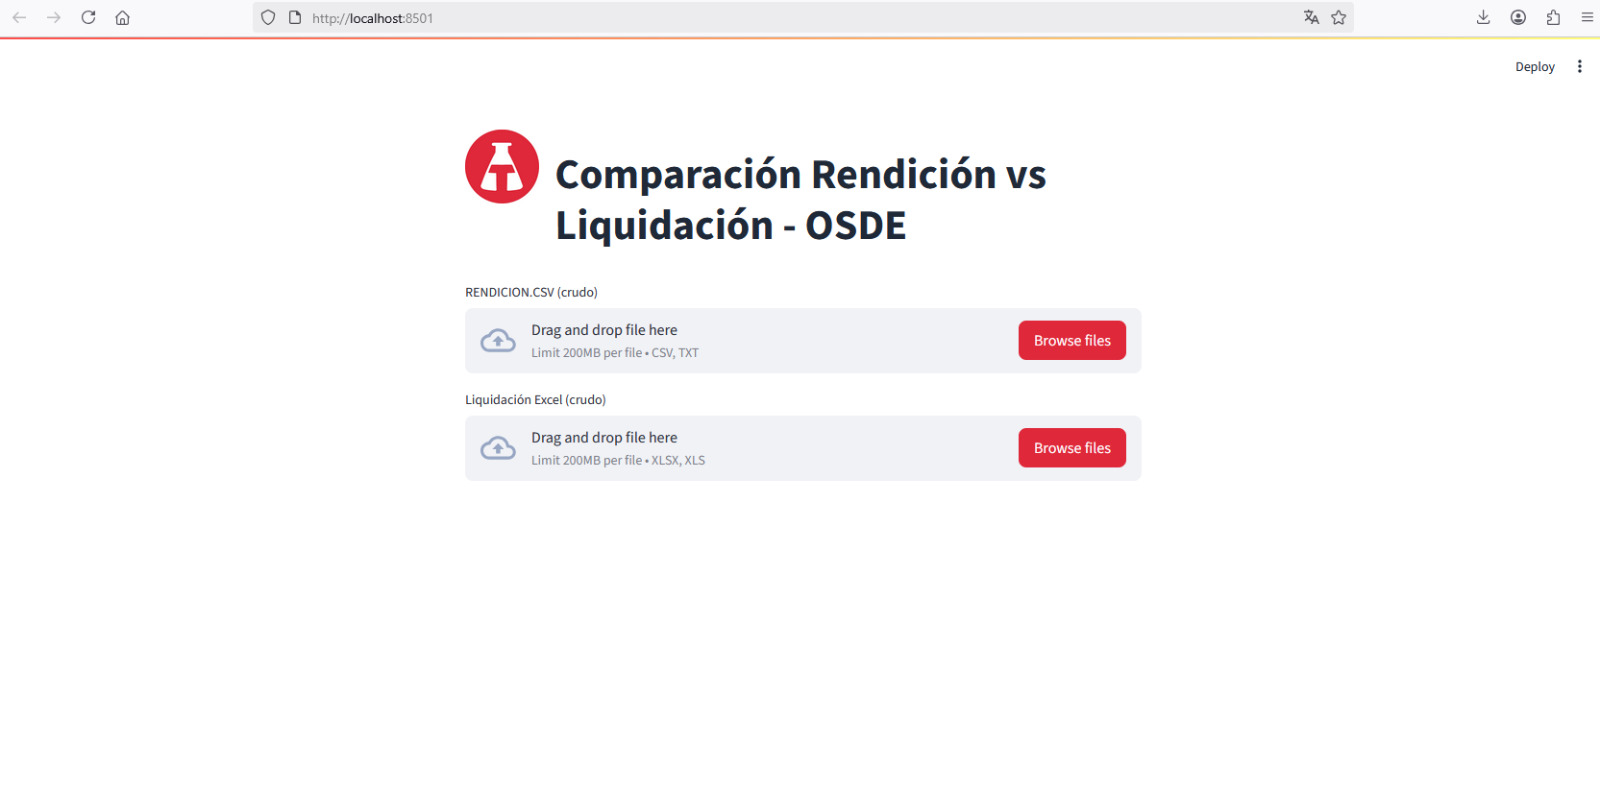 http://localhost:8501
Deploy
Comparación Rendición vs
Liquidación - OSDE
RENDICION.CSV (crudo)
Drag and drop file here
Limit 200MB per file • CSV, TXT
Browse files
Liquidación Excel (crudo)
Drag and drop file here
Limit 200MB per file • XLSX, XLS
Browse files